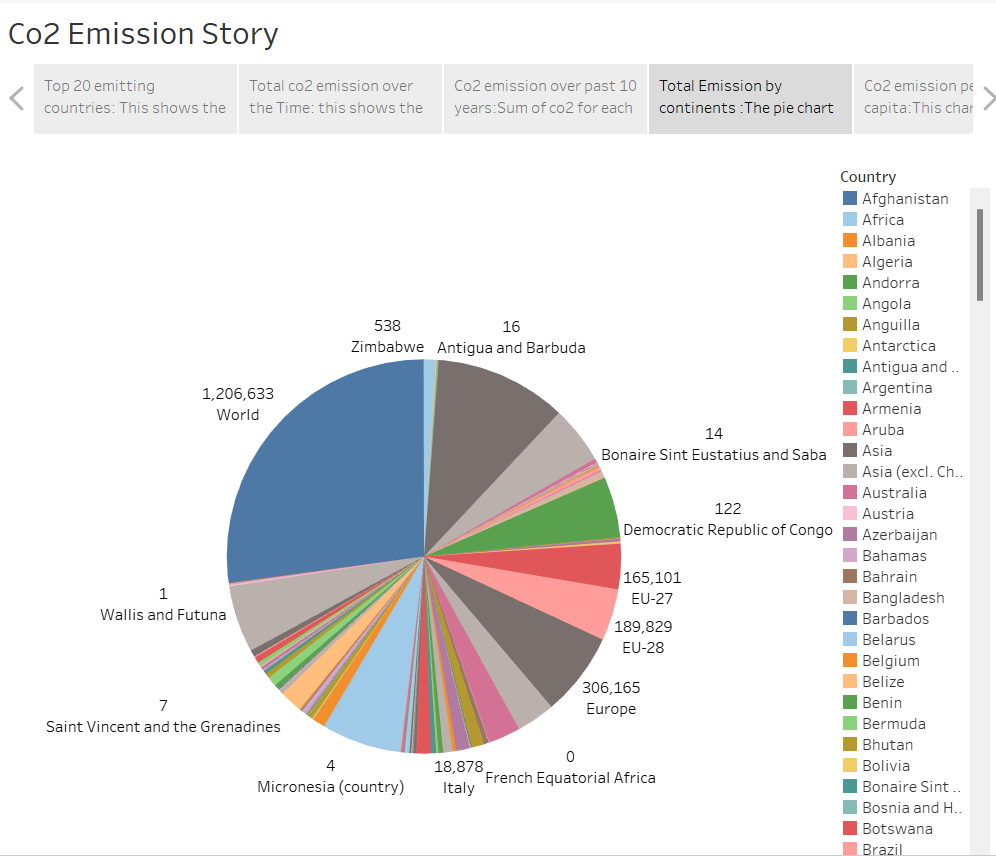 Co2 Emission Story
Top 20 emitting
countries: This shows the
Total co2 emission over
the Time: this shows the
Co2 emission over past 10
years:Sum of co2 for each
Total Emission by
continents :The pie chart
Co2 emission pe
capita:This char
Country
Afghanistan
Africa
Albania
Algeria
Andorra
Angola
Anguilla
Antarctica
Antigua and ..
Argentina
Armenia
Aruba
Asia
Asia (excl. Ch..
Australia
Austria
Azerbaijan
Bahamas
Bahrain
Bangladesh
Barbados
Belarus
Belgium
Belize
Benin
Bermuda
Bhutan
Bolivia
Bonaire Sint ..
Bosnia and H..
Botswana
Brazil
538
Zimbabwe
16
Antigua and Barbuda
1,206,633
World
14
Bonaire Sint Eustatius and Saba
122
Democratic Republic of Congo
165,101
EU-27
189,829
EU-28
306,165
Europe
0
French Equatorial Africa
18,878
Italy
4
Micronesia (country)
7
Saint Vincent and the Grenadines
1
Wallis and Futuna